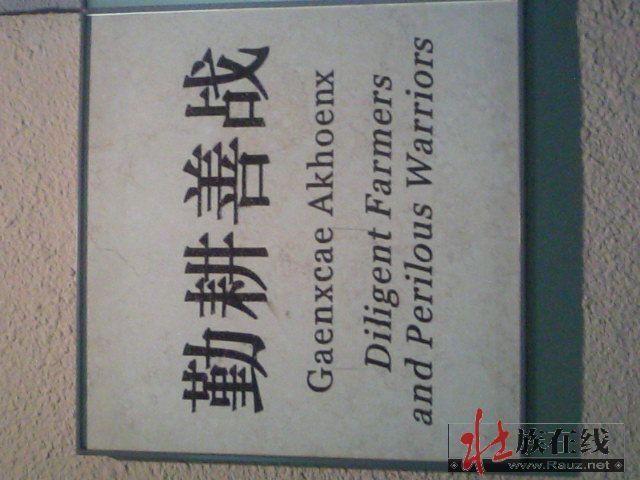 勤耕善战
Gaenxcae Akhoenx
Diligent Farmers
and Perilous Warriors
壮族在线
www.Rauz.net